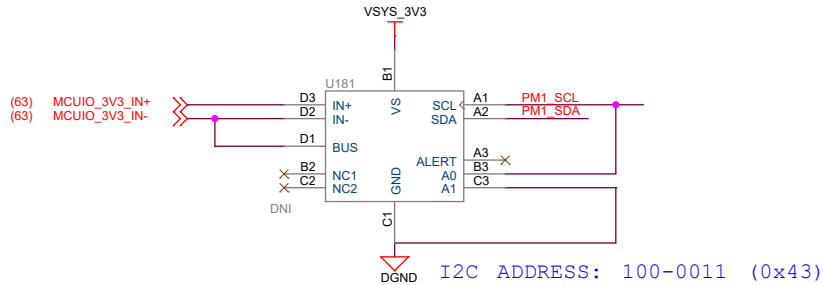 VSYS_3V3
U181
B1
VS
(63) MCUIO_3V3_IN+ D3 IN+ SCL A1 PM1_SCL
(63) MCUIO_3V3_IN- D2 IN- SDA A2 PM1_SDA
D1 BUS
ALERT A3
B2 NC1 A0 B3
C2 NC2 A1 C3
GND
DNI
C1
DGND
I2C ADDRESS: 100-0011 (0x43)